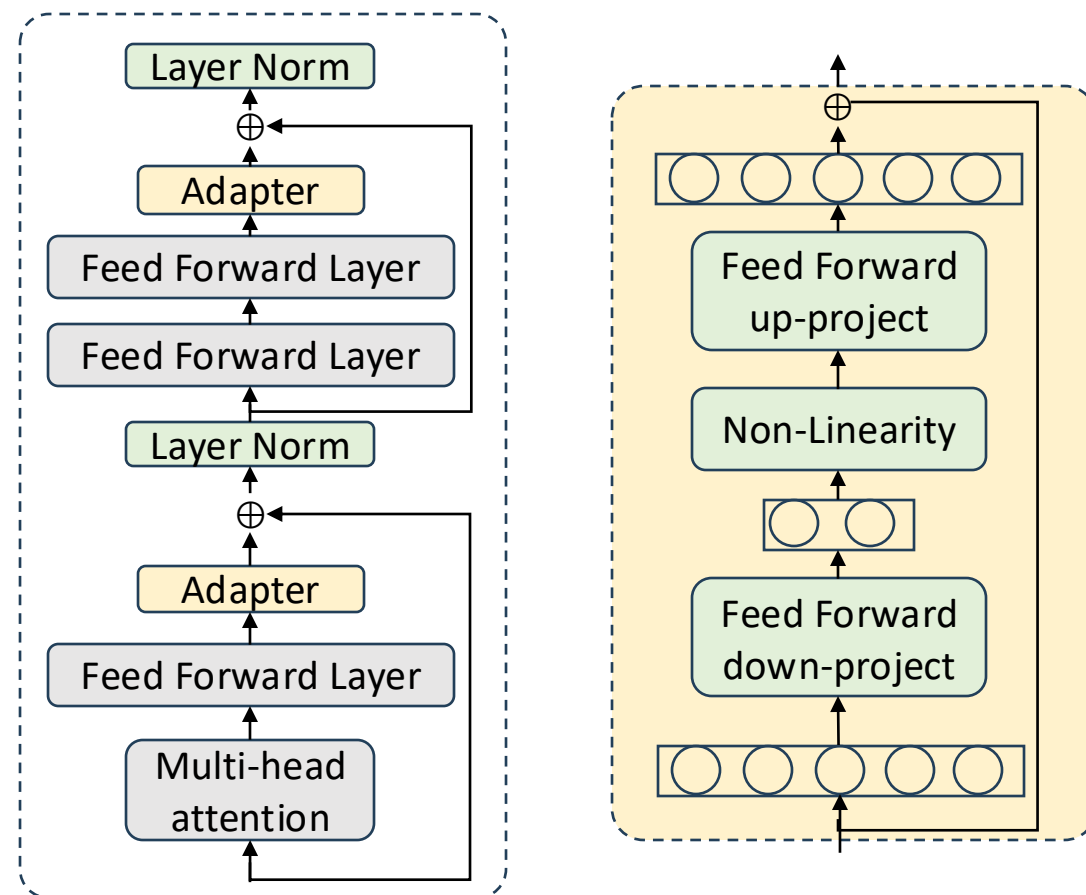 Layer Norm
Adapter
Feed Forward Layer
Feed Forward Layer
Layer Norm
Adapter
Feed Forward Layer
Multi-head
attention
Feed Forward
up-project
Non-Linearity
Feed Forward
down-project